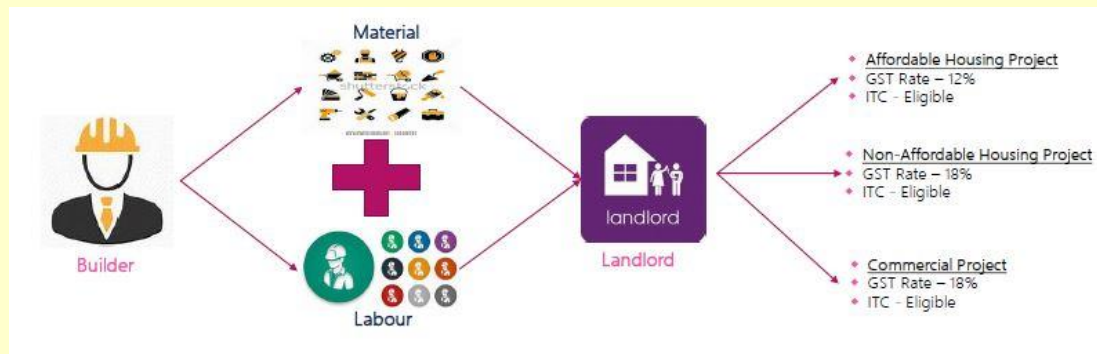 Material
shutterstock
Builder
Labour
landlord
Landlord
Affordable Housing Project
GST Rate – 12%
ITC - Eligible
Non-Affordable Housing Project
GST Rate – 18%
ITC - Eligible
Commercial Project
GST Rate – 18%
ITC - Eligible